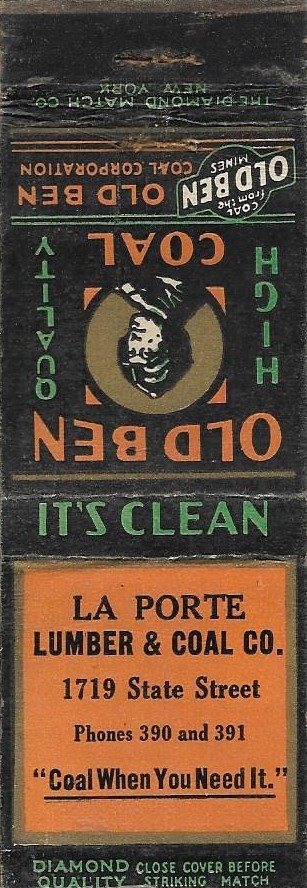 THE DIAMOND MATCH CO.
NEW YORK
COAL
from the
OLD BEN
MINES
OLD BEN
COAL CORPORATION
OLD BEN
HIGH
QUALITY
COAL
IT'S CLEAN
LA PORTE
LUMBER & COAL CO.
1719 State Street
Phones 390 and 391
"Coal When You Need It."
DIAMOND
QUALITY
CLOSE COVER BEFORE
STRIKING MATCH